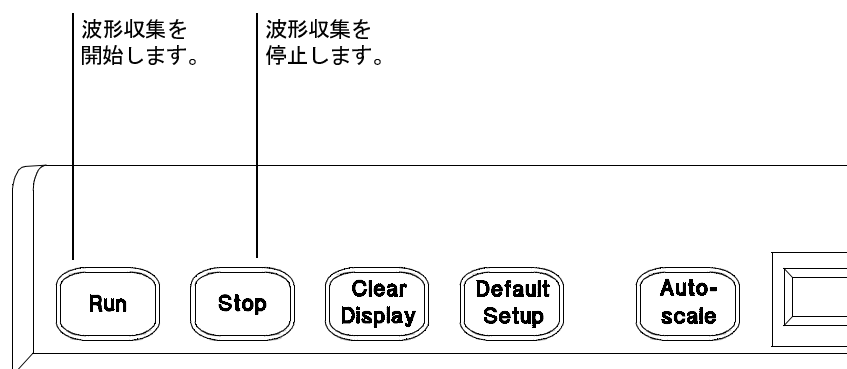 波形収集を
開始します。
波形収集を
停止します。
Run
Stop
Clear
Display
Default
Setup
Auto-
scale